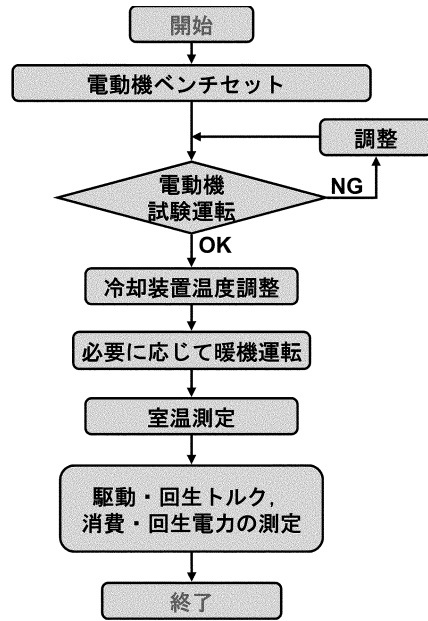 開始
電動機ベンチセット
調整
電動機
試験運転
NG
OK
冷却装置温度調整
必要に応じて暖機運転
室温測定
駆動・回生トルク，
消費・回生電力の測定
終了